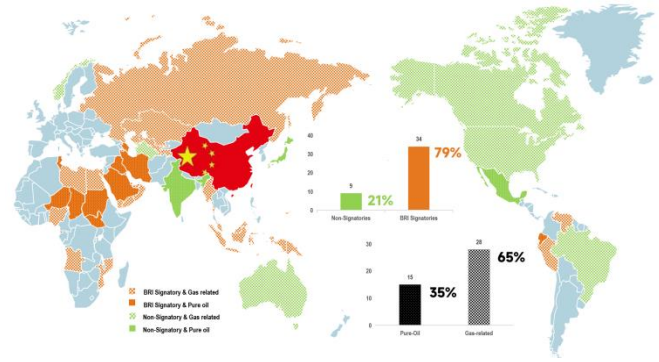 40
30
20
10
0
9
34
21%
79%
Non-Signatories
BRI Signatories
30
20
10
0
15
28
35%
65%
Pure-Oil
Gas-related
BRI Signatory & Gas related
BRI Signatory & Pure oil
Non-Signatory & Gas related
Non-Signatory & Pure oil